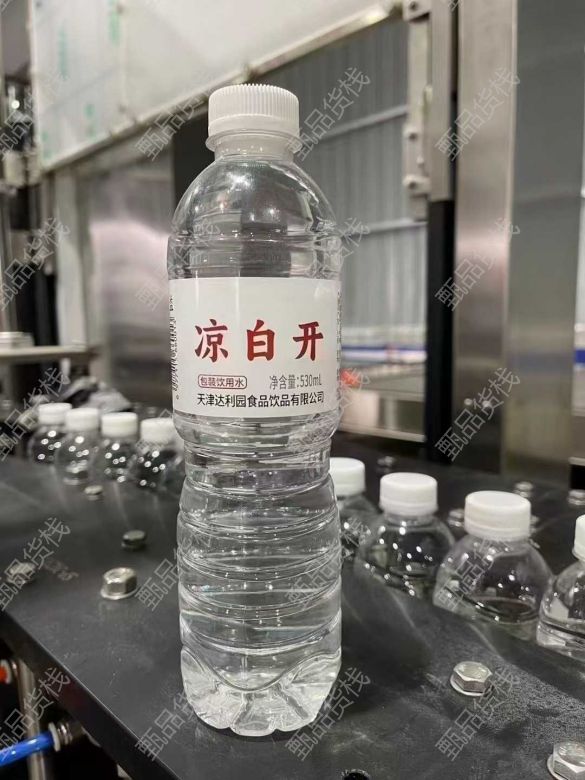 凉白开
包装饮用水
净含量:530mL
天津达利园食品饮品有限公司
甄品货栈